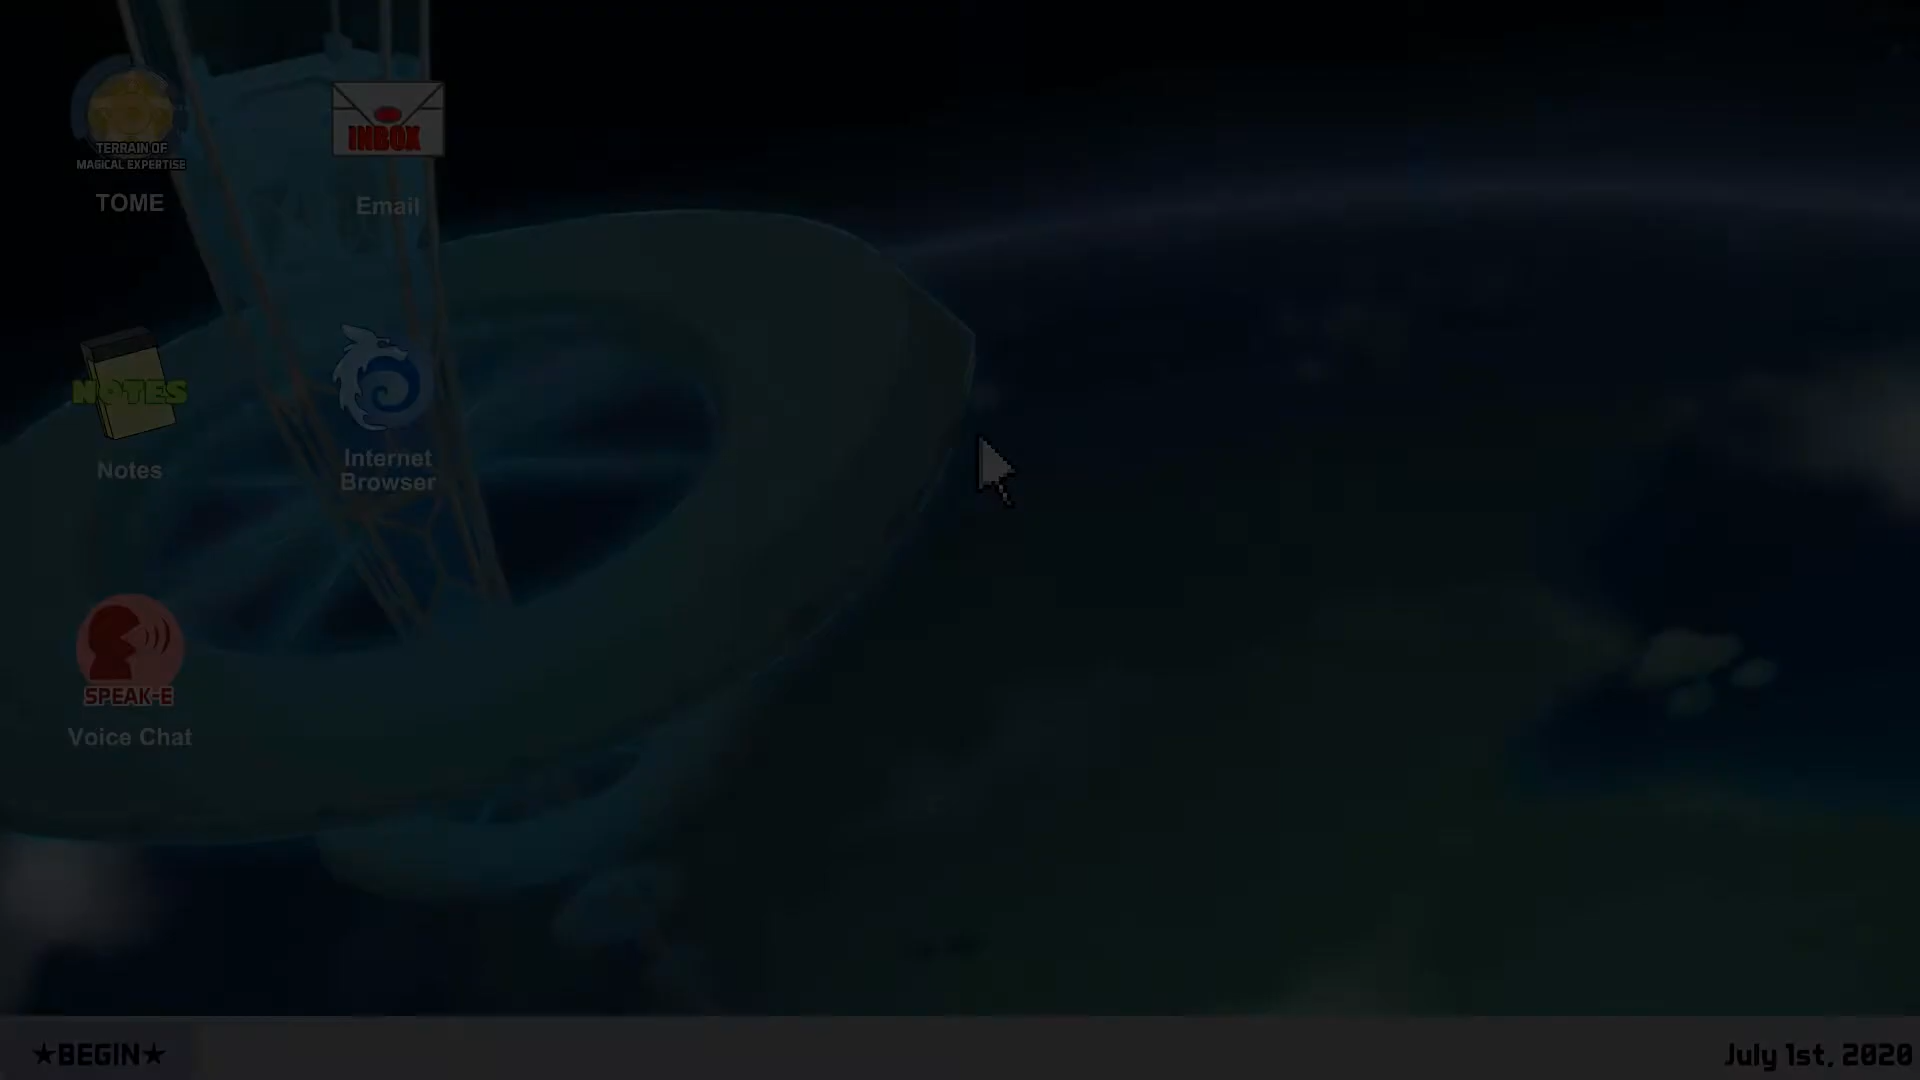 TERRAIN OF
MAGICAL EXPERTISE
TOME
INBOX
Email
NOTES
Notes
Internet
Browser
SPEAK-E
Voice Chat
★BEGIN★
July 1st, 2020